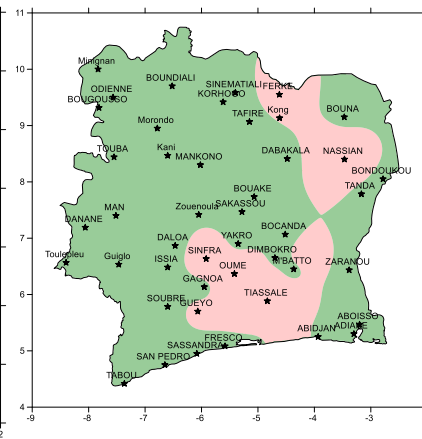 11
Minignan
10
BOUNDIALI
SINEMATIALI
FERKE
ODIENNE
KORHOGO
BOUGOUSSO
Kong
BOUNA
TAFIRE
9
Morondo
TOUBA
Kani
MANKONO
DABAKALA
NASSIAN
BONDOUKOU
8
TANDA
BOUAKE
MAN
Zouenoula
SAKASSOU
DANANE
BOCANDA
7
DALOA
YAKRO
Toulepleu
Guiglo
ISSIA
SINFRA
DIMBOKRO
M'BATTO
ZARANOU
OUME
GAGNOA
6
SOUBRE
GUEYO
TIASSALE
ABOISSO
ADIAKE
ABIDJAN
FRESCO
5
SASSANDRA
SAN PEDRO
TABOU
4
-9
-8
-7
-6
-5
-4
-3
2